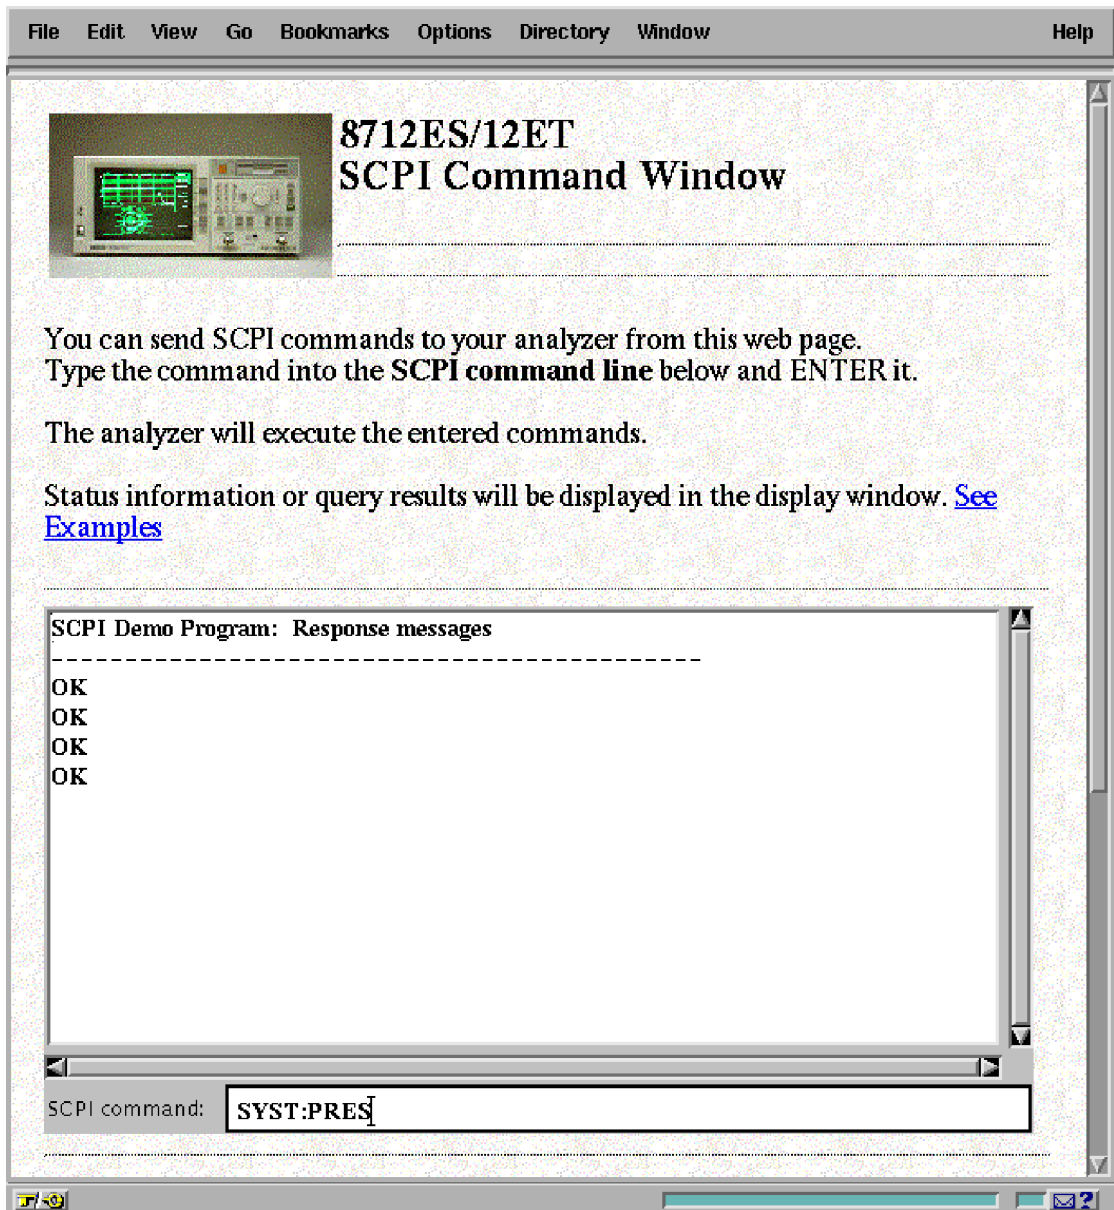 File Edit View Go Bookmarks Options Directory Window Help
8712ES/12ET
SCPI Command Window
You can send SCPI commands to your analyzer from this web page.
Type the command into the SCPI command line below and ENTER it.
The analyzer will execute the entered commands.
Status information or query results will be displayed in the display window. See
Examples
SCPI Demo Program: Response messages
--------------------------------------------
OK
OK
OK
OK
SCPI command: SYST:PRES
?